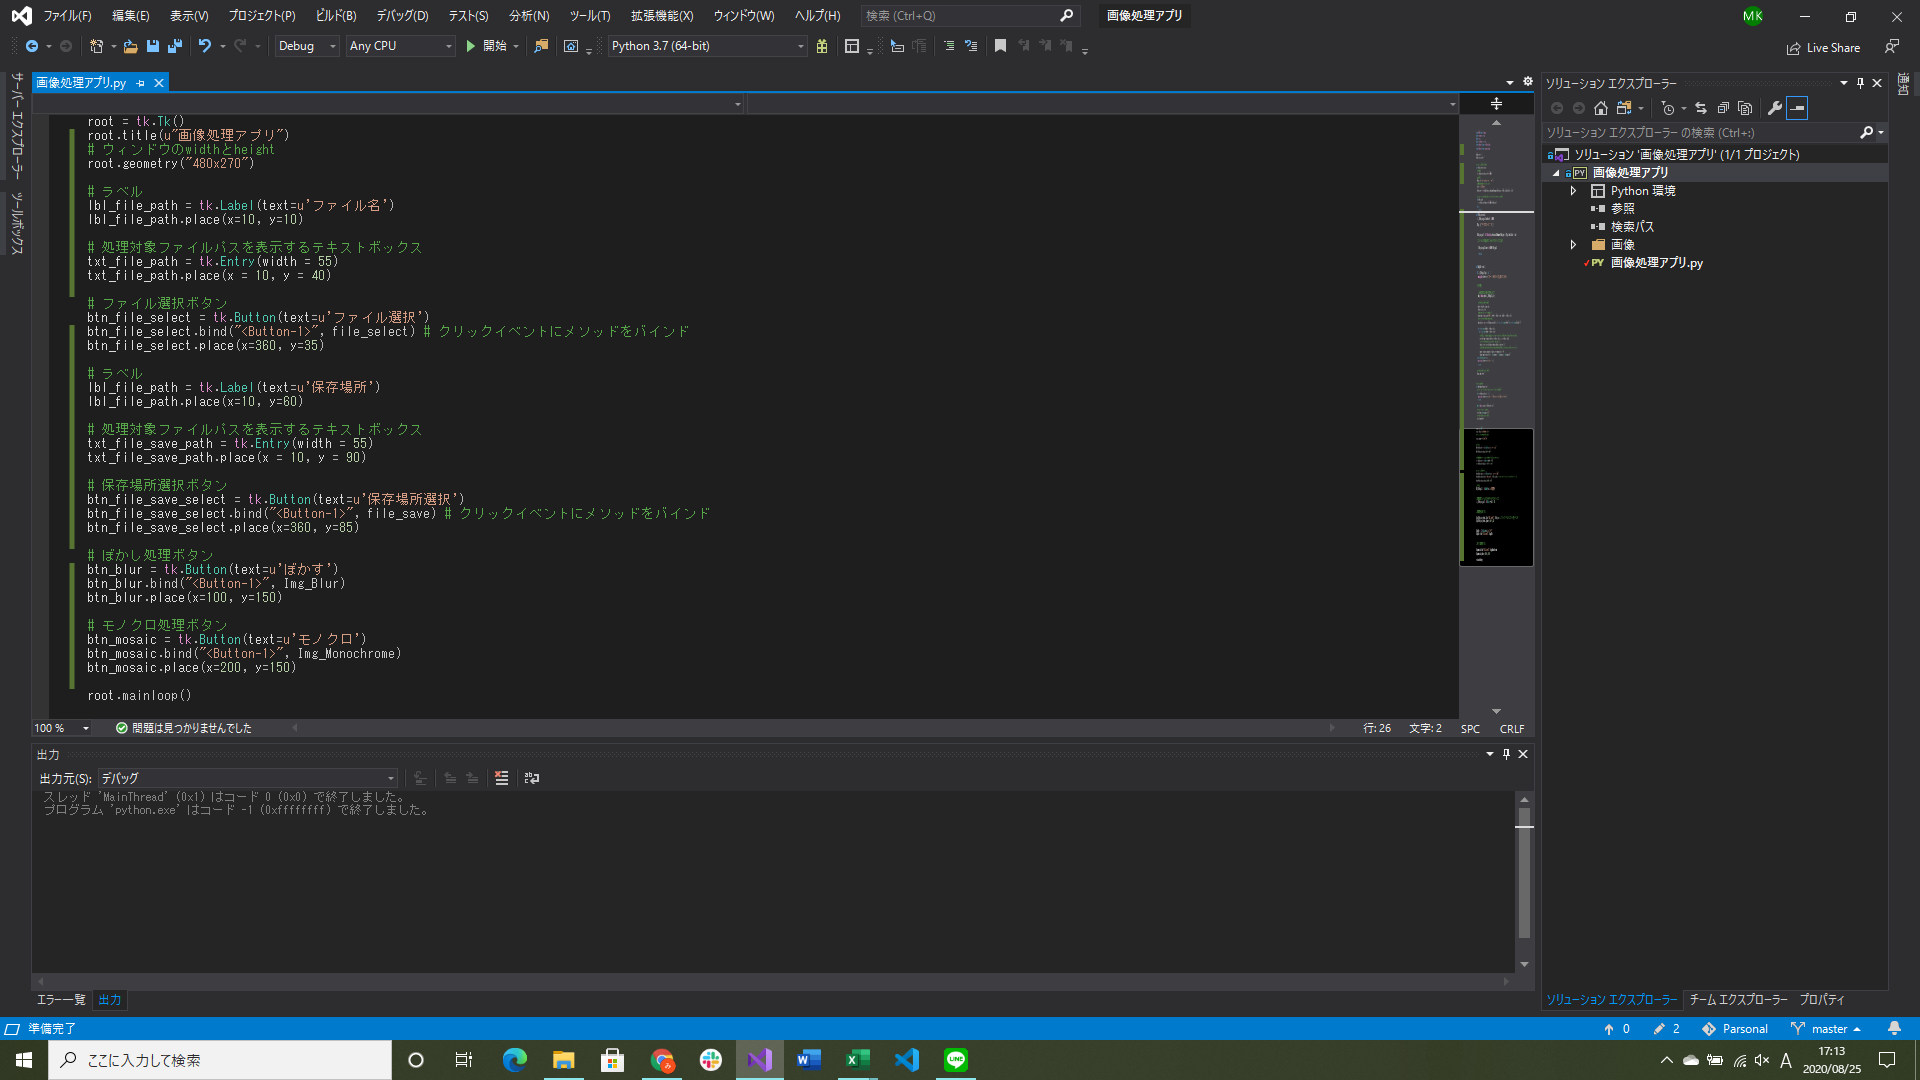 ファイル(F) 編集(E) 表示(V) プロジェクト(P) ビルド(B) デバッグ(D) テスト(S) 分析(N) ツール(T) 拡張機能(X) ウィンドウ(W) ヘルプ(H) 検索 (Ctrl+Q) 画像処理アプリ MK
Debug Any CPU 開始 Python 3.7 (64-bit) Live Share
サーバー エクスプローラー
ツールボックス
画像処理アプリ.py
root = tk.Tk()
root.title(u"画像処理アプリ")
# ウィンドウのwidthとheight
root.geometry("480x270")
# ラベル
lbl_file_path = tk.Label(text=u'ファイル名')
lbl_file_path.place(x=10, y=10)
# 処理対象ファイルパスを表示するテキストボックス
txt_file_path = tk.Entry(width = 55)
txt_file_path.place(x = 10, y = 40)
# ファイル選択ボタン
btn_file_select = tk.Button(text=u'ファイル選択')
btn_file_select.bind("<Button-1>", file_select) # クリックイベントにメソッドをバインド
btn_file_select.place(x=360, y=35)
# ラベル
lbl_file_path = tk.Label(text=u'保存場所')
lbl_file_path.place(x=10, y=60)
# 処理対象ファイルパスを表示するテキストボックス
txt_file_save_path = tk.Entry(width = 55)
txt_file_save_path.place(x = 10, y = 90)
# 保存場所選択ボタン
btn_file_save_select = tk.Button(text=u'保存場所選択')
btn_file_save_select.bind("<Button-1>", file_save) # クリックイベントにメソッドをバインド
btn_file_save_select.place(x=360, y=85)
# ぼかし処理ボタン
btn_blur = tk.Button(text=u'ぼかす')
btn_blur.bind("<Button-1>", Img_Blur)
btn_blur.place(x=100, y=150)
# モノクロ処理ボタン
btn_mosaic = tk.Button(text=u'モノクロ')
btn_mosaic.bind("<Button-1>", Img_Monochrome)
btn_mosaic.place(x=200, y=150)
root.mainloop()
100 % 問題は見つかりませんでした 行: 26 文字: 2 SPC CRLF
出力
出力元(S): デバッグ
スレッド 'MainThread' (0x1) はコード 0 (0x0) で終了しました。
プログラム 'python.exe' はコード -1 (0xffffffff) で終了しました。
エラー一覧 出力
ソリューション エクスプローラー
ソリューション エクスプローラー の検索 (Ctrl+:)
ソリューション '画像処理アプリ' (1/1 プロジェクト)
PY 画像処理アプリ
Python 環境
参照
検索パス
画像
PY 画像処理アプリ.py
ソリューション エクスプローラー チーム エクスプローラー プロパティ
通知
準備完了 0 2 Parsonal master
ここに入力して検索 A 17:13
2020/08/25